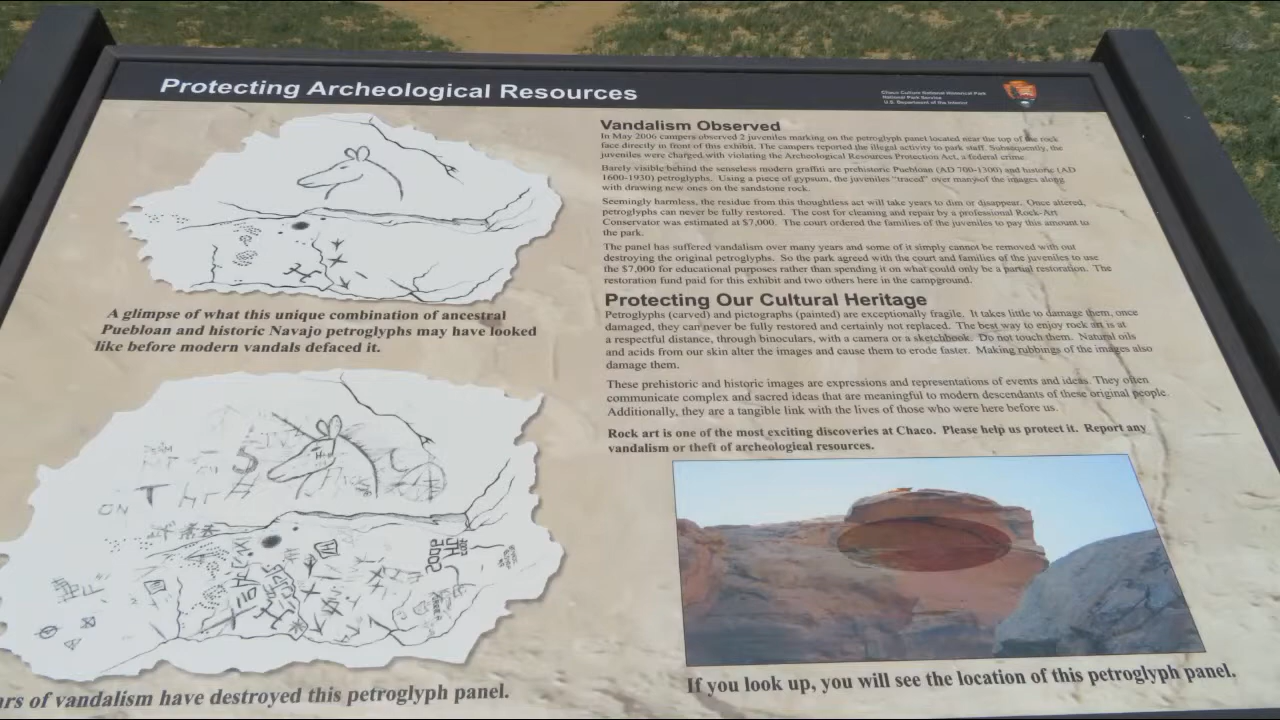 Protecting Archeological Resources
Chaco Culture National Historical Park
National Park Service
U.S. Department of the Interior
A glimpse of what this unique combination of ancestral
Puebloan and historic Navajo petroglyphs may have looked
like before modern vandals defaced it.
of vandalism have destroyed this petroglyph panel.
Vandalism Observed
In May 2006 campers observed 2 juveniles marking on the petroglyph panel located near the top of the rock
face directly in front of this exhibit. The campers reported the illegal activity to park staff. Subsequently, the
juveniles were charged with violating the Archeological Resources Protection Act, a federal crime.
Barely visible behind the senseless modern graffiti are prehistoric Puebloan (AD 700-1300) and historic (AD
1600-1930) petroglyphs. Using a piece of gypsum, the juveniles "traced" over many of the images along
with drawing new ones on the sandstone rock.
Seemingly harmless, the residue from this thoughtless act will take years to dim or disappear. Once altered,
petroglyphs can never be fully restored. The cost for cleaning and repair by a professional Rock-Art
Conservator was estimated at $7,000. The court ordered the families of the juveniles to pay this amount to
the park.
The panel has suffered vandalism over many years and some of it simply cannot be removed with out
destroying the original petroglyphs. So the park agreed with the court and families of the juveniles to use
the $7,000 for educational purposes rather than spending it on what could only be a partial restoration. The
restoration fund paid for this exhibit and two others here in the campground.
Protecting Our Cultural Heritage
Petroglyphs (carved) and pictographs (painted) are exceptionally fragile. It takes little to damage them, once
damaged, they can never be fully restored and certainly not replaced. The best way to enjoy rock art is at
a respectful distance, through binoculars, with a camera or a sketchbook. Do not touch them. Natural oils
and acids from our skin alter the images and cause them to erode faster. Making rubbings of the images also
damage them.
These prehistoric and historic images are expressions and representations of events and ideas. They often
communicate complex and sacred ideas that are meaningful to modern descendants of these original people.
Additionally, they are a tangible link with the lives of those who were here before us.
Rock art is one of the most exciting discoveries at Chaco. Please help us protect it. Report any
vandalism or theft of archeological resources.
If you look up, you will see the location of this petroglyph panel.